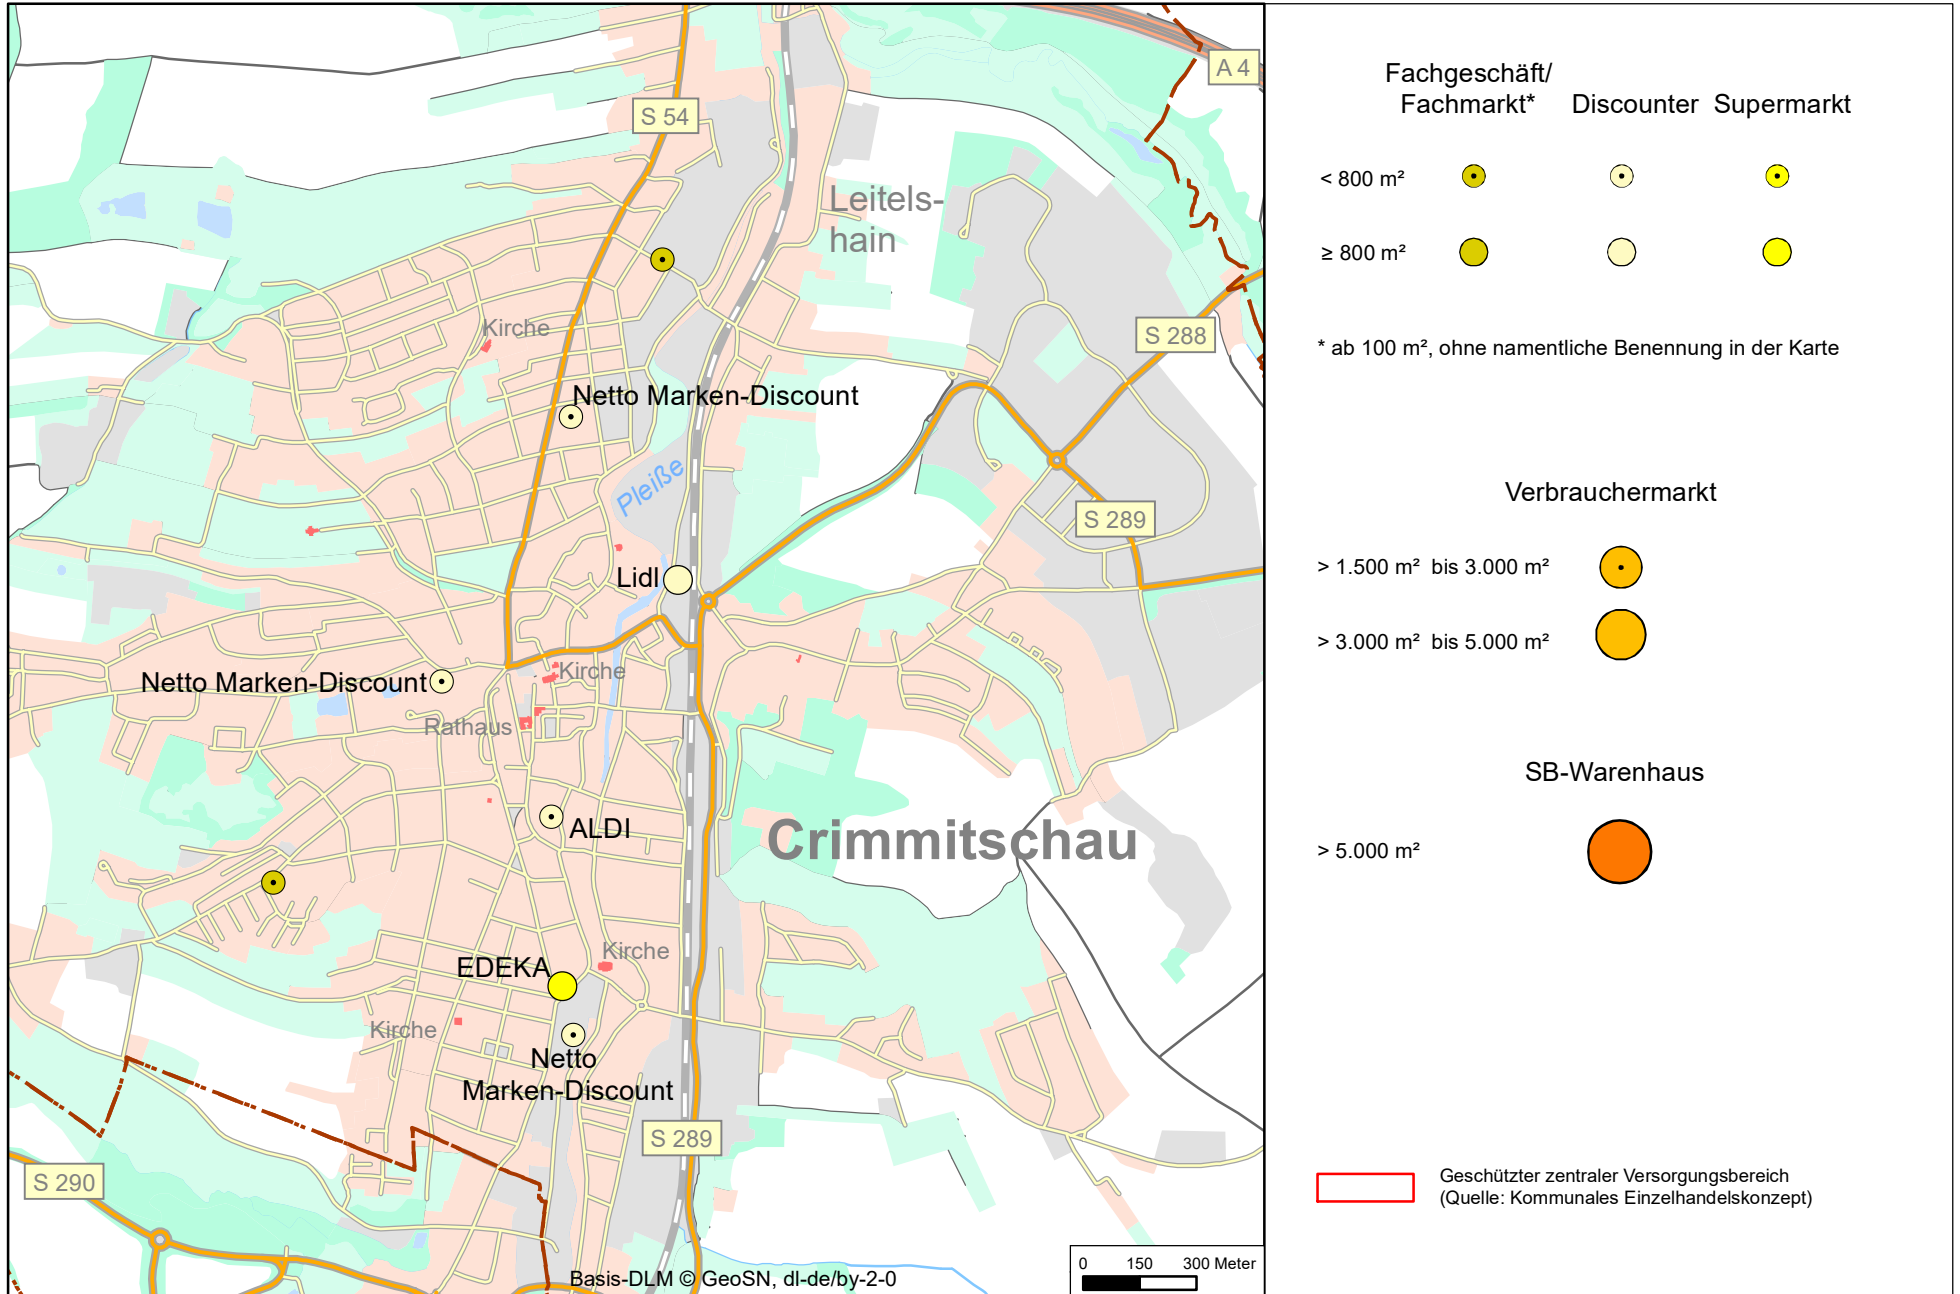 A 4
S 54
Leitels-
hain
Kirche
S 288
Netto Marken-Discount
Pleiße
S 289
Lidl
Kirche
Netto Marken-Discount
Rathaus
ALDI
Crimmitschau
Kirche
EDEKA
Kirche
Netto
Marken-Discount
S 289
S 290
Basis-DLM © GeoSN, dl-de/by-2-0
0 150 300 Meter
Fachgeschäft/
Fachmarkt* Discounter Supermarkt
< 800 m²
≥ 800 m²
* ab 100 m², ohne namentliche Benennung in der Karte
Verbrauchermarkt
> 1.500 m² bis 3.000 m²
> 3.000 m² bis 5.000 m²
SB-Warenhaus
> 5.000 m²
Geschützter zentraler Versorgungsbereich
(Quelle: Kommunales Einzelhandelskonzept)